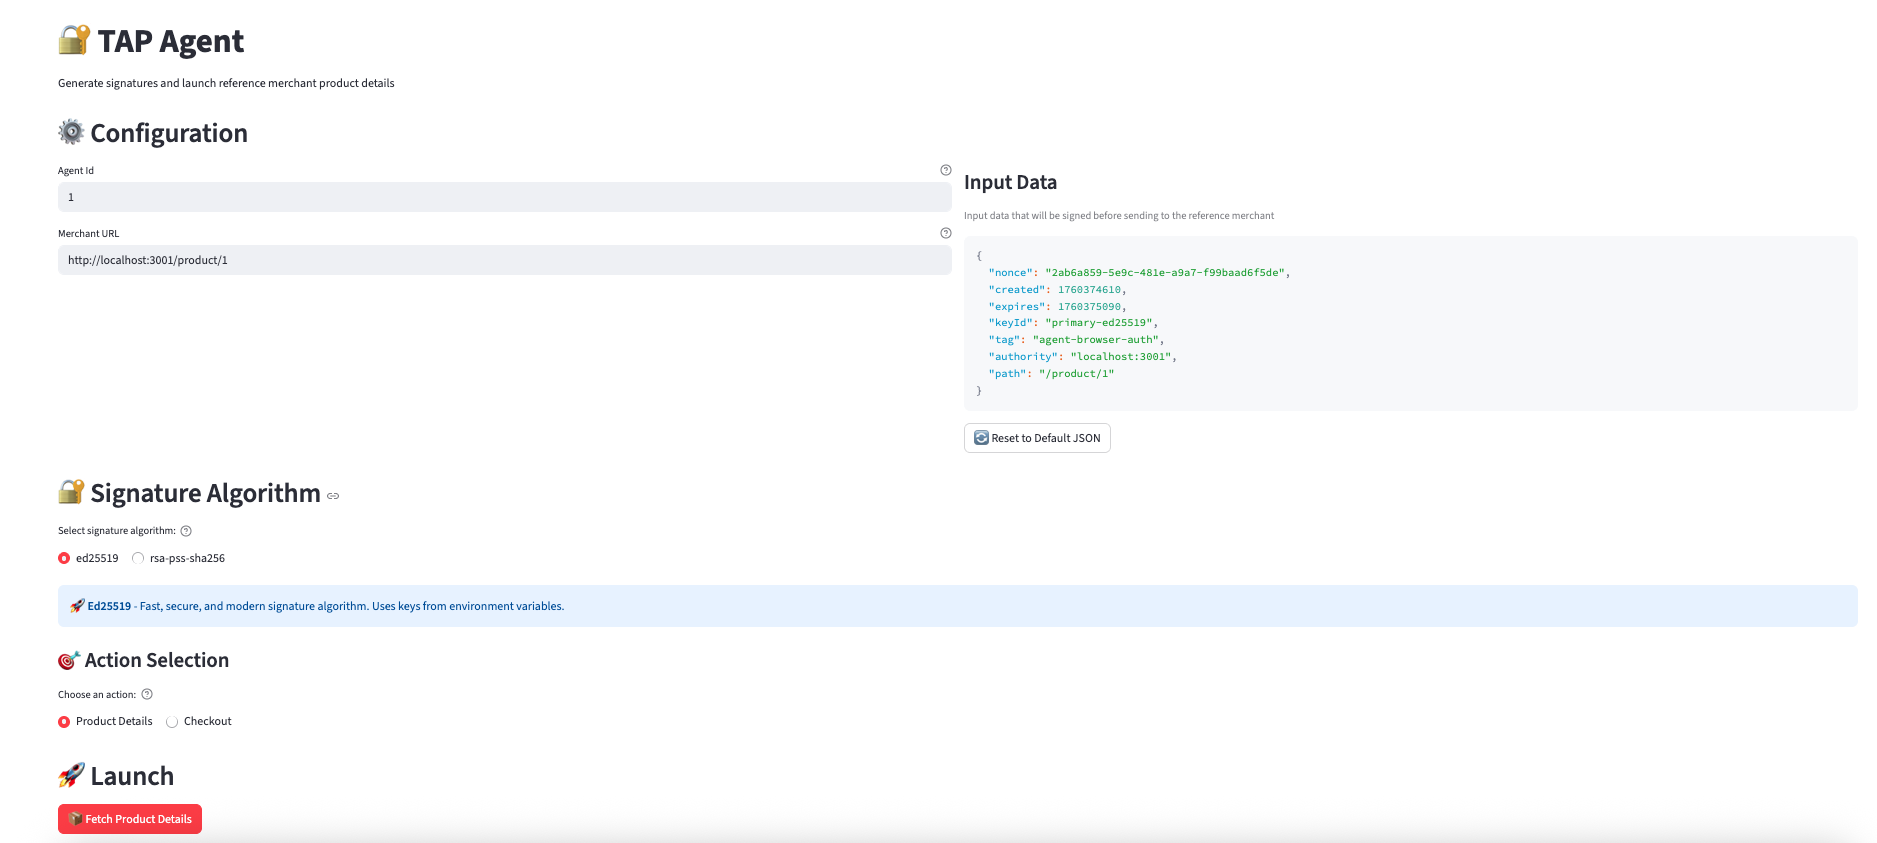 TAP Agent
Generate signatures and launch reference merchant product details
Configuration
Agent Id
1
Merchant URL
http://localhost:3001/product/1
Input Data
Input data that will be signed before sending to the reference merchant
{
"nonce": "2ab6a859-5e9c-481e-a9a7-f99baad6f5de",
"created": 1760374610,
"expires": 1760375090,
"keyId": "primary-ed25519",
"tag": "agent-browser-auth",
"authority": "localhost:3001",
"path": "/product/1"
}
Reset to Default JSON
Signature Algorithm
Select signature algorithm:
ed25519 rsa-pss-sha256
Ed25519 - Fast, secure, and modern signature algorithm. Uses keys from environment variables.
Action Selection
Choose an action:
Product Details Checkout
Launch
Fetch Product Details